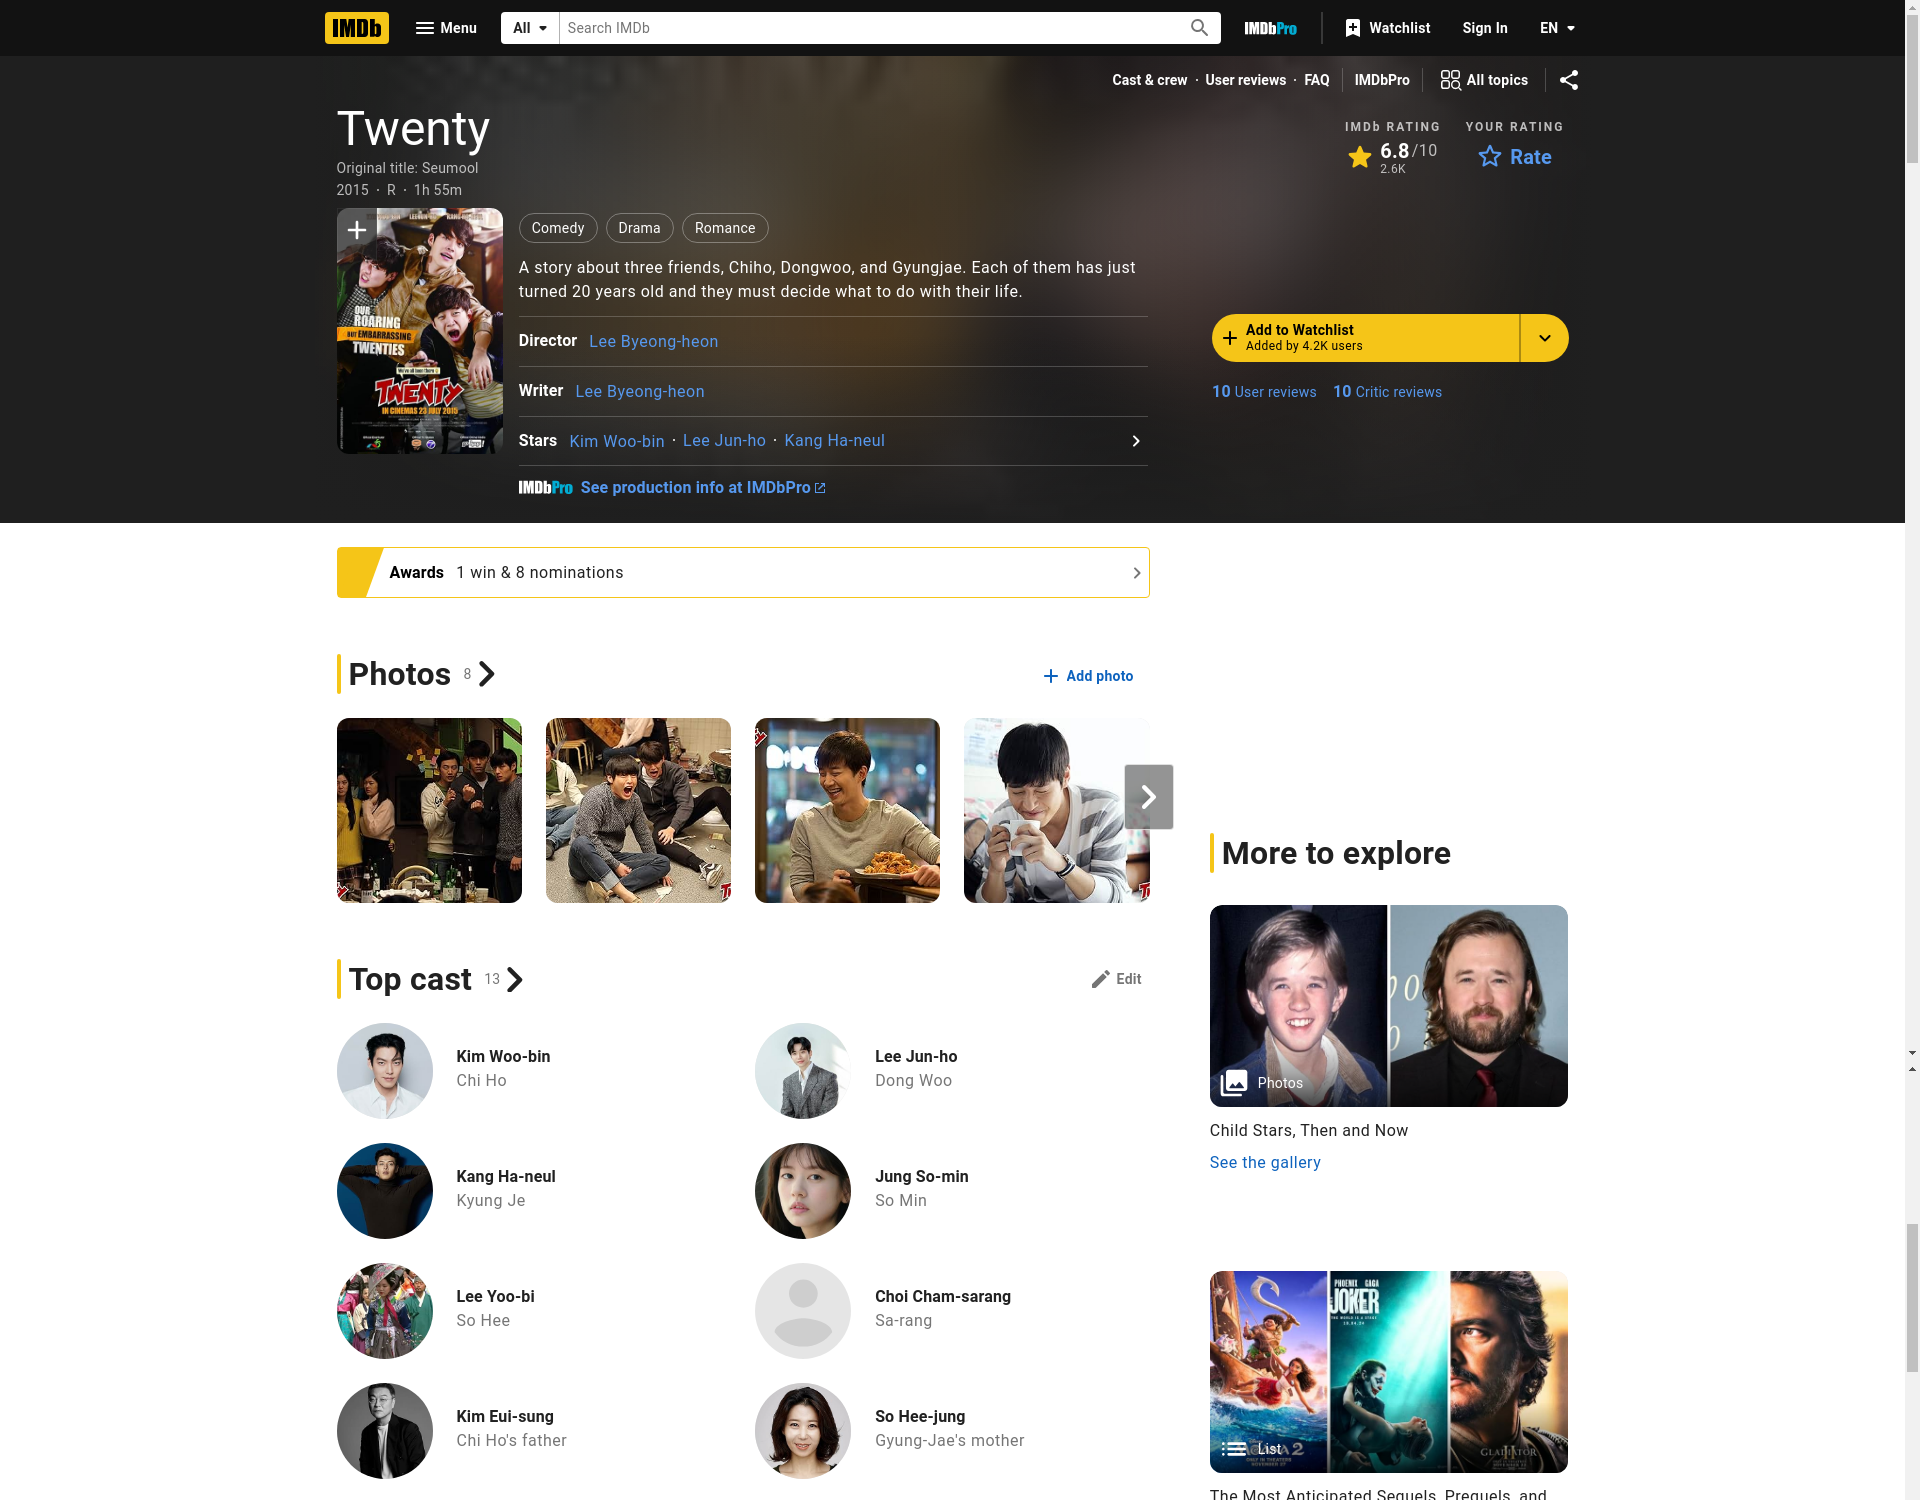 IMDb
Menu
All
Search IMDb
IMDbPro
Watchlist
Sign In
EN
Cast & crew · User reviews · FAQ
IMDbPro
All topics
Twenty
Original title: Seumool
2015 · R · 1h 55m
IMDb RATING
6.8/10
2.6K
YOUR RATING
Rate
OUR
ROARING
BUT EMBARRASSING
TWENTIES
TWENTY
IN CINEMAS 23 JULY 2015
Comedy
Drama
Romance
A story about three friends, Chiho, Dongwoo, and Gyungjae. Each of them has just
turned 20 years old and they must decide what to do with their life.
Director Lee Byeong-heon
Writer Lee Byeong-heon
Stars Kim Woo-bin · Lee Jun-ho · Kang Ha-neul
IMDbPro See production info at IMDbPro
Add to Watchlist
Added by 4.2K users
10 User reviews
10 Critic reviews
Awards 1 win & 8 nominations
Photos 8
Add photo
Top cast 13
Edit
Kim Woo-bin
Chi Ho
Lee Jun-ho
Dong Woo
Kang Ha-neul
Kyung Je
Jung So-min
So Min
Lee Yoo-bi
So Hee
Choi Cham-sarang
Sa-rang
Kim Eui-sung
Chi Ho's father
So Hee-jung
Gyung-Jae's mother
More to explore
Photos
Child Stars, Then and Now
See the gallery
PHOENIX GAGA
JOKER
List
2
GLADIATOR
II
The Most Anticipated Sequels, Prequels, and